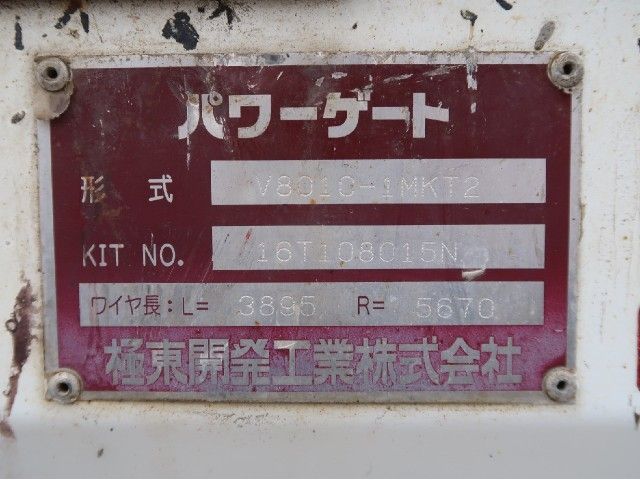 パワーゲート
形式 V8010-1MKT2
KIT NO. 16T108015N
ワイヤ長:L= 3895 R= 5670
極東開発工業株式会社